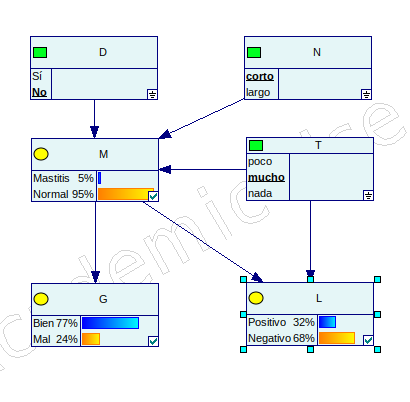 D
N
Sí
No
corto
largo
M
T
Mastitis 5%
Normal 95%
poco
mucho
nada
G
L
Bien 77%
Mal 24%
Positivo 32%
Negativo 68%